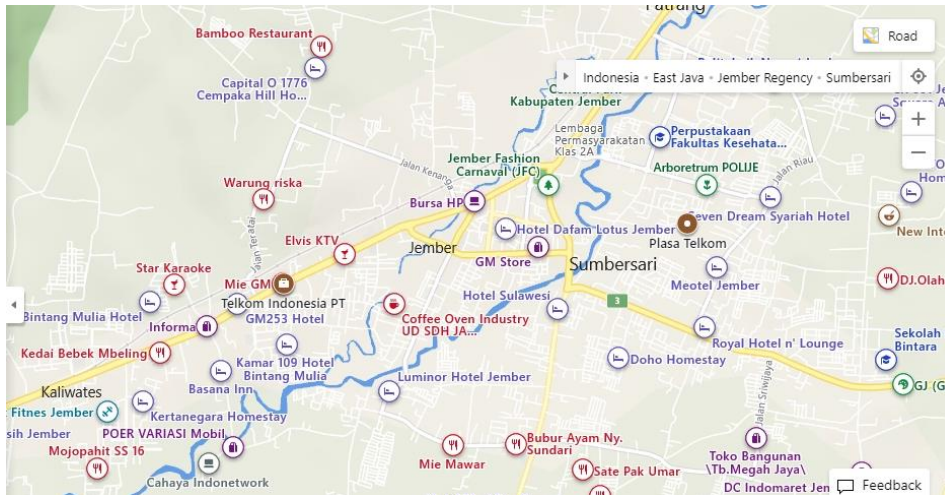 Patrang
Bamboo Restaurant
Road
Capital O 1776
Cempaka Hill Ho...
Indonesia · East Java · Jember Regency · Sumbersari
Kabupaten Jember
Lembaga
Permasyarakatan
Klas 2A
Perpustakaan
Fakultas Kesehata...
+
−
Jalan Kenanga
Jember Fashion
Carnaval (JFC)
Arboretrum POLIJE
Jalan Riau
Warung riska
Bursa HP
Seven Dream Syariah Hotel
Hotel Dafam Lotus Jember
New Inte
Elvis KTV
Jember
GM Store
Plasa Telkom
Jalan Teratai
Sumbersari
Star Karaoke
Mie GM
Telkom Indonesia PT
Meotel Jember
DJ.Olah
Bintang Mulia Hotel
GM253 Hotel
Hotel Sulawesi
3
Informa
Coffee Oven Industry
UD SDH JA...
Royal Hotel n' Lounge
Sekolah
Bintara
Kedai Bebek Mbeling
Kamar 109 Hotel
Bintang Mulia
Doho Homestay
Basana Inn
Luminor Hotel Jember
Jalan Sriwijaya
GJ (G
Kaliwates
Fitnes Jember
Kertanegara Homestay
sih Jember
POER VARIASI Mobil
Mojopahit SS 16
Bubur Ayam Ny.
Sundari
Mie Mawar
Toko Bangunan
\Tb.Megah Jaya\
Sate Pak Umar
Cahaya Indonetwork
DC Indomaret Jem
Feedback